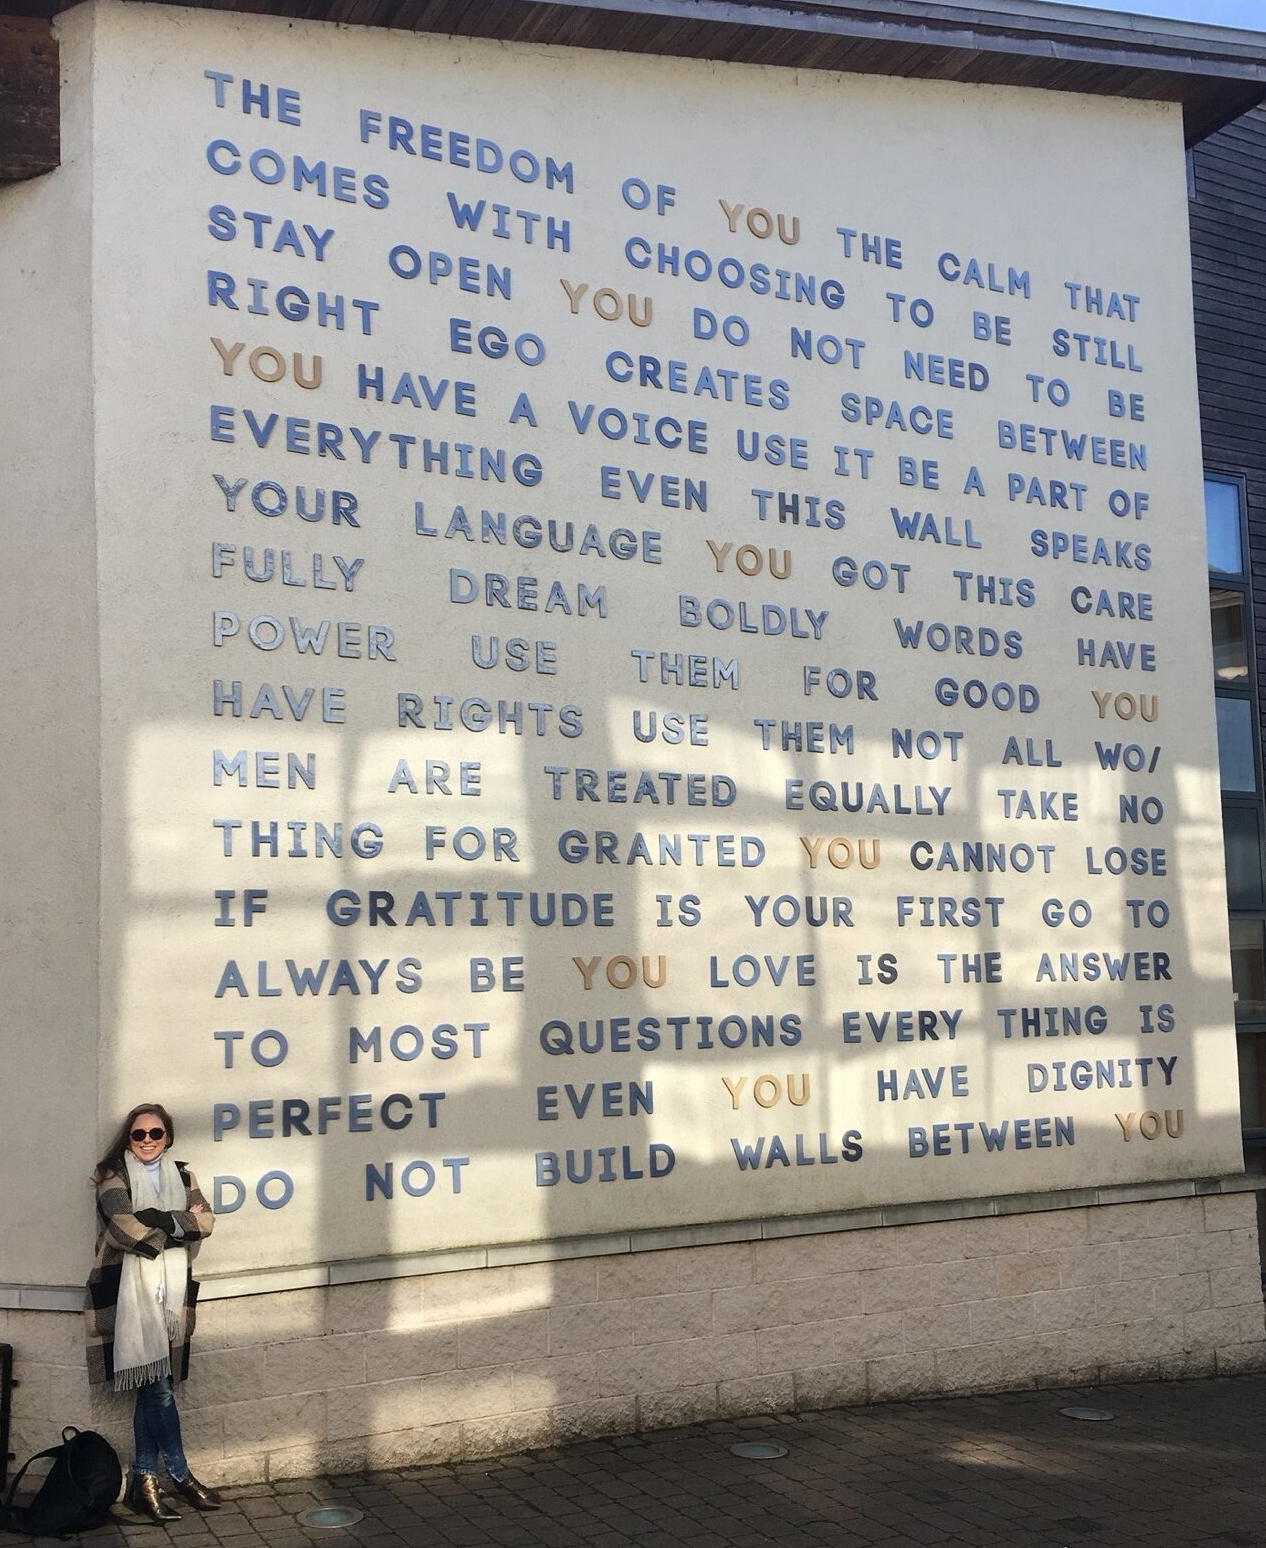 THE FREEDOM OF YOU THE CALM THAT
COMES WITH CHOOSING TO BE STILL
STAY OPEN YOU DO NOT NEED TO BE
RIGHT EGO CREATES SPACE BETWEEN
YOU HAVE A VOICE USE IT BE A PART OF
EVERYTHING EVEN THIS WALL SPEAKS
YOUR LANGUAGE YOU GOT THIS CARE
FULLY DREAM BOLDLY WORDS HAVE
POWER USE THEM FOR GOOD YOU
HAVE RIGHTS USE THEM NOT ALL WO/
MEN ARE TREATED EQUALLY TAKE NO
THING FOR GRANTED YOU CANNOT LOSE
IF GRATITUDE IS YOUR FIRST GO TO
ALWAYS BE YOU LOVE IS THE ANSWER
TO MOST QUESTIONS EVERY THING IS
PERFECT EVEN YOU HAVE DIGNITY
DO NOT BUILD WALLS BETWEEN YOU